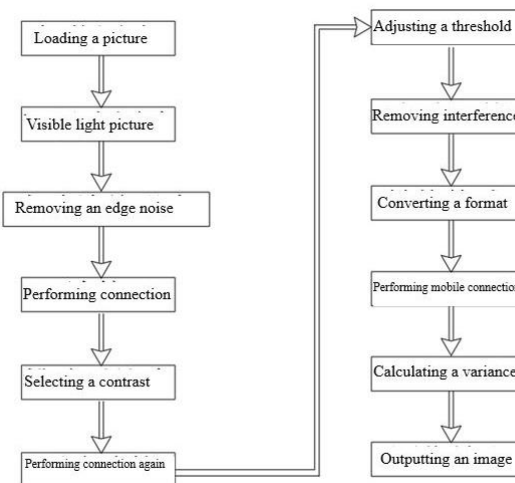 Loading a picture
Visible light picture
Removing an edge noise
Performing connection
Selecting a contrast
Performing connection again
Adjusting a threshold
Removing interference
Converting a format
Performing mobile connection
Calculating a variance
Outputting an image